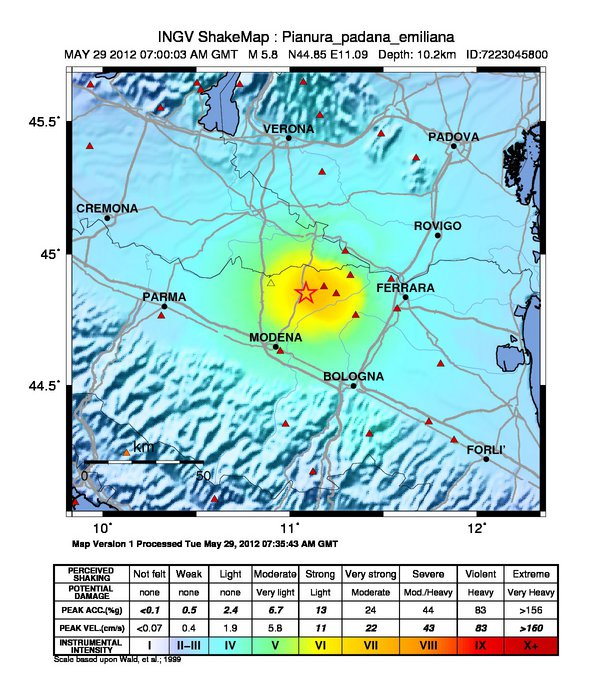 INGV ShakeMap : Pianura_padana_emiliana
MAY 29 2012 07:00:03 AM GMT M 5.8 N44.85 E11.09 Depth: 10.2km ID:7223045800
45.5°
VERONA
PADOVA
CREMONA
ROVIGO
45°
PARMA
FERRARA
MODENA
BOLOGNA
44.5°
km
FORLI'
0 50
10° 11° 12°
Map Version 1 Processed Tue May 29, 2012 07:35:43 AM GMT
PERCEIVED SHAKING Not felt Weak Light Moderate Strong Very strong Severe Violent Extreme
POTENTIAL DAMAGE none none none Very light Light Moderate Mod./Heavy Heavy Very Heavy
PEAK ACC.(%g) <0.1 0.5 2.4 6.7 13 24 44 83 >156
PEAK VEL.(cm/s) <0.07 0.4 1.9 5.8 11 22 43 83 >160
INSTRUMENTAL INTENSITY I II-III IV V VI VII VIII IX X+
Scale based upon Wald, et al.; 1999